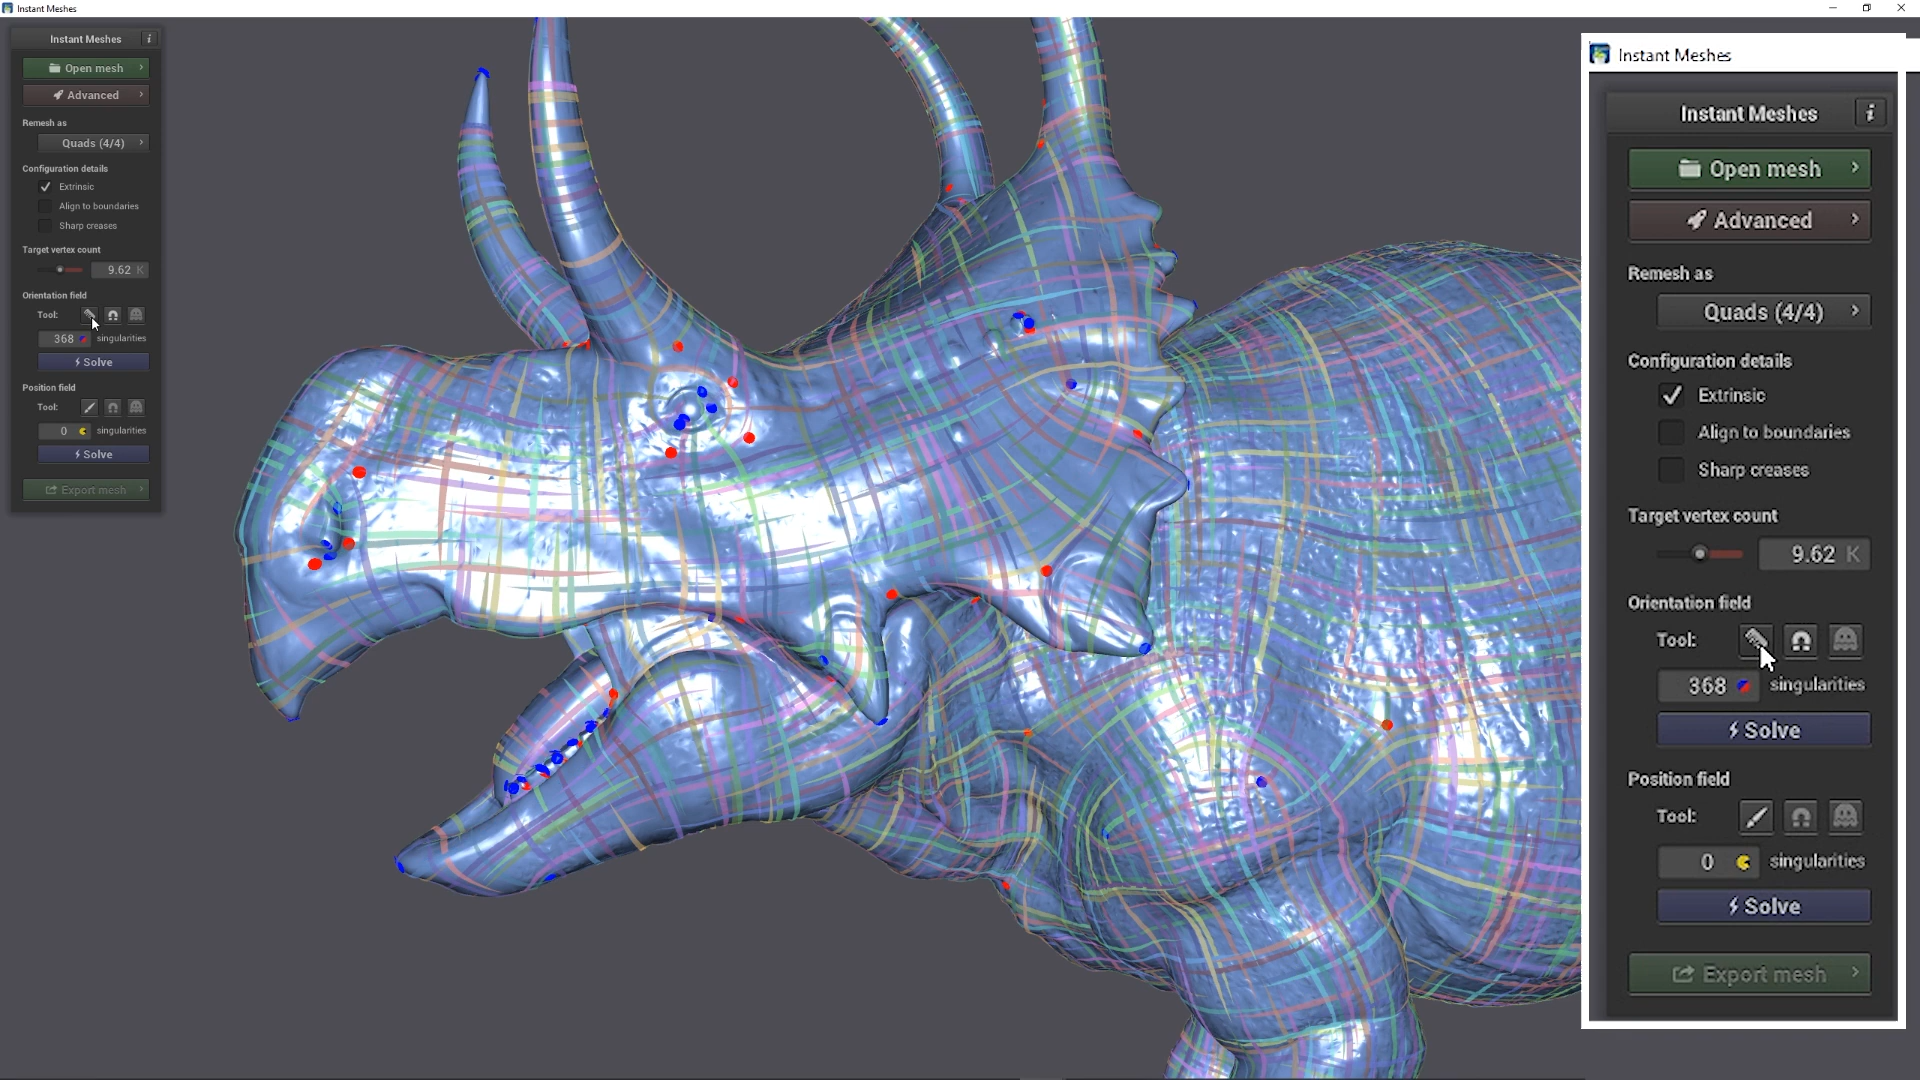 Instant Meshes
Instant Meshes i
Open mesh
Advanced
Remesh as
Quads (4/4)
Configuration details
Extrinsic
Align to boundaries
Sharp creases
Target vertex count
9.62 K
Orientation field
Tool:
368 singularities
Solve
Position field
Tool:
0 singularities
Solve
Export mesh
Instant Meshes
Instant Meshes i
Open mesh
Advanced
Remesh as
Quads (4/4)
Configuration details
Extrinsic
Align to boundaries
Sharp creases
Target vertex count
9.62 K
Orientation field
Tool:
368 singularities
Solve
Position field
Tool:
0 singularities
Solve
Export mesh